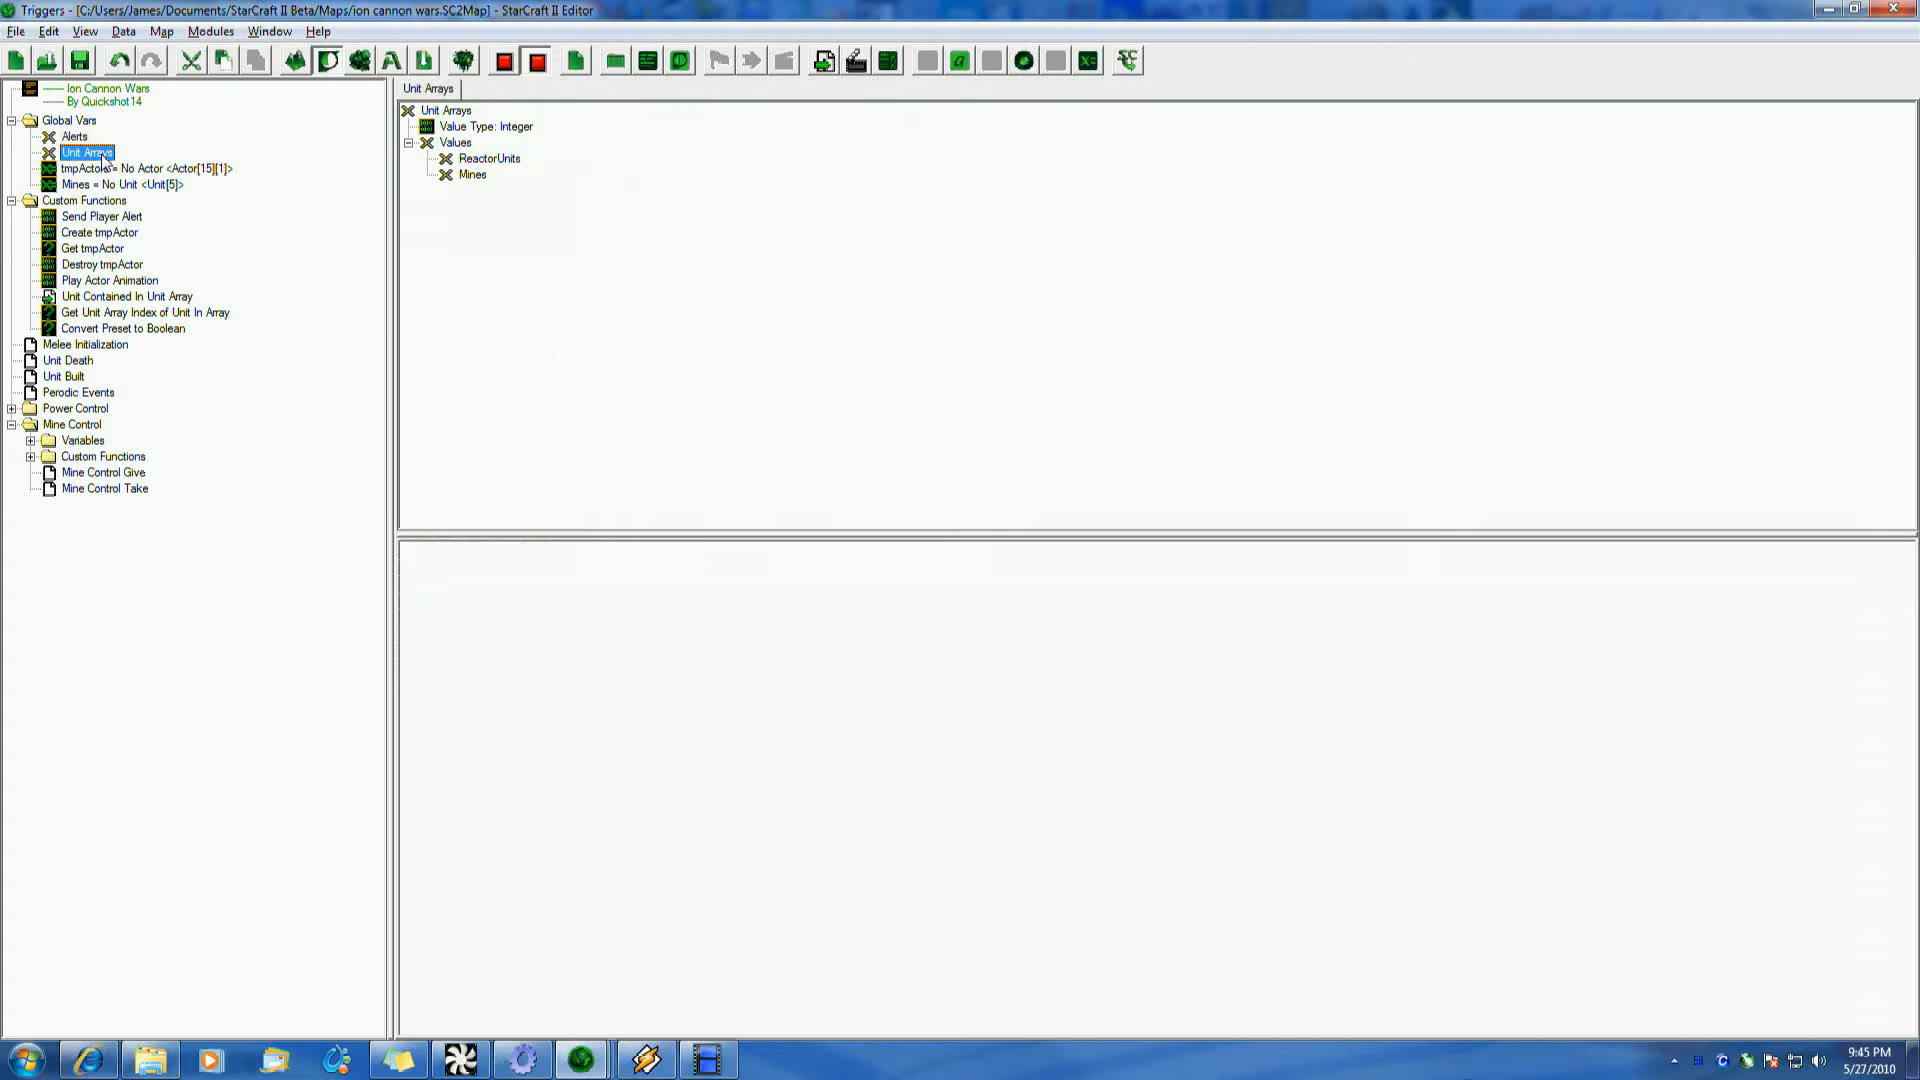 Triggers - [C:/Users/James/Documents/StarCraft II Beta/Maps/ion cannon wars.SC2Map] - StarCraft II Editor
File Edit View Data Map Modules Window Help
------ Ion Cannon Wars
------ By Quickshot14
Global Vars
Alerts
Unit Arrays
tmpActor = No Actor <Actor[15][1]>
Mines = No Unit <Unit[5]>
Custom Functions
Send Player Alert
Create tmpActor
Get tmpActor
Destroy tmpActor
Play Actor Animation
Unit Contained In Unit Array
Get Unit Array Index of Unit In Array
Convert Preset to Boolean
Melee Initialization
Unit Death
Unit Built
Perodic Events
Power Control
Mine Control
Variables
Custom Functions
Mine Control Give
Mine Control Take
Unit Arrays
Unit Arrays
Value Type: Integer
Values
ReactorUnits
Mines
9:45 PM
5/27/2010